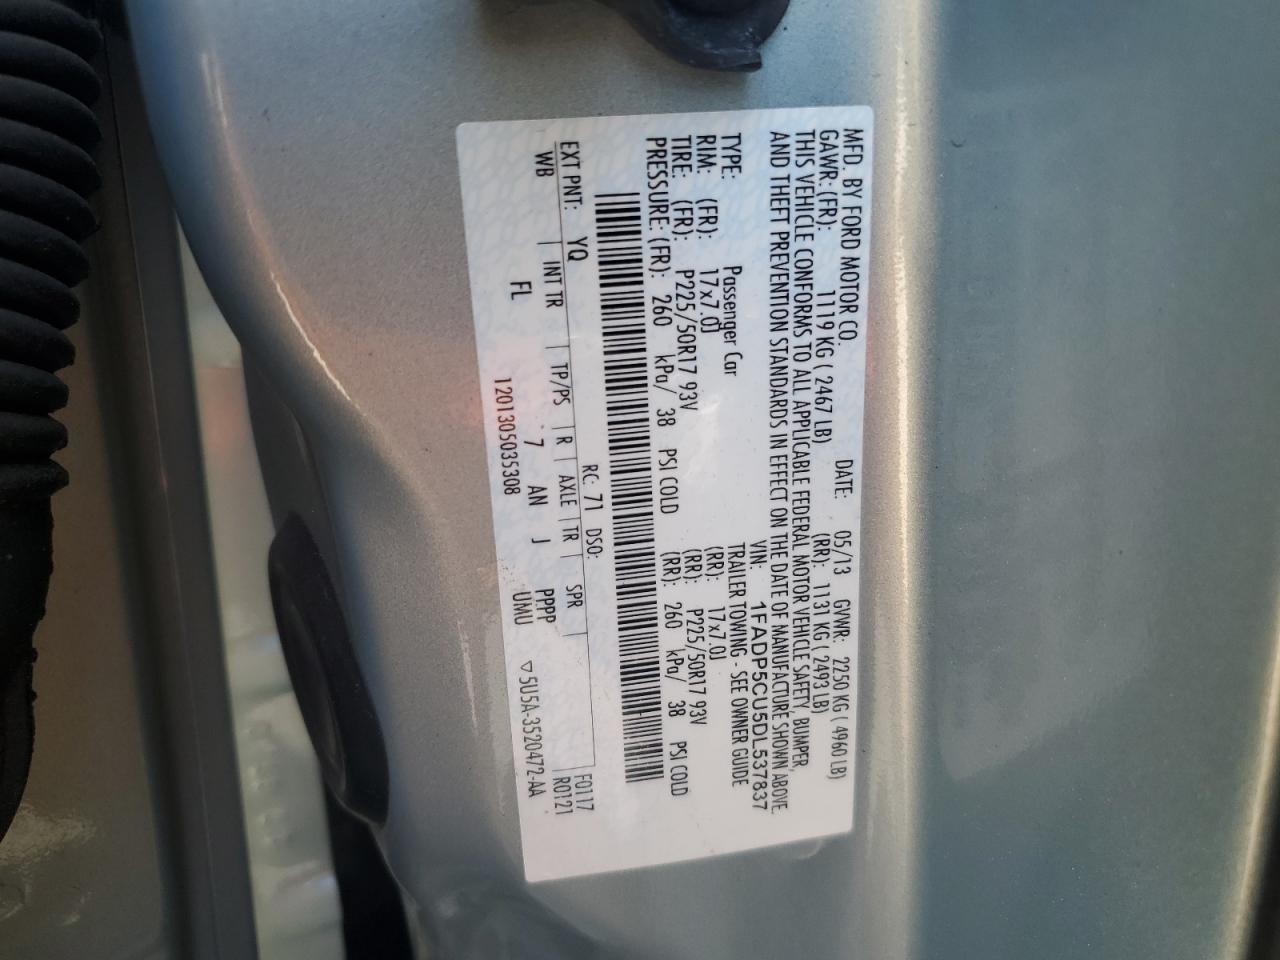 MFD. BY FORD MOTOR CO.
DATE: 05/13 GVWR: 2250 KG ( 4960 LB)
GAWR: (FR): 1119 KG ( 2467 LB) (RR): 1131 KG ( 2493 LB)
THIS VEHICLE CONFORMS TO ALL APPLICABLE FEDERAL MOTOR VEHICLE SAFETY, BUMPER,
AND THEFT PREVENTION STANDARDS IN EFFECT ON THE DATE OF MANUFACTURE SHOWN ABOVE.
VIN: 1FADP5CU5DL537837
TYPE: Passenger Car TRAILER TOWING - SEE OWNER GUIDE
RIM: (FR): 17x7.0J (RR): 17x7.0J
TIRE: (FR): P225/50R17 93V (RR): P225/50R17 93V
PRESSURE: (FR): 260 kPa/ 38 PSI COLD (RR): 260 kPa/ 38 PSI COLD
RC: 71 DSO:
EXT PNT: YQ F0117
WB INT TR TP/PS R AXLE TR SPR R0121
FL 7 AN J PPPP
120130503530​8 UMU ▽5U5A-3520472-AA